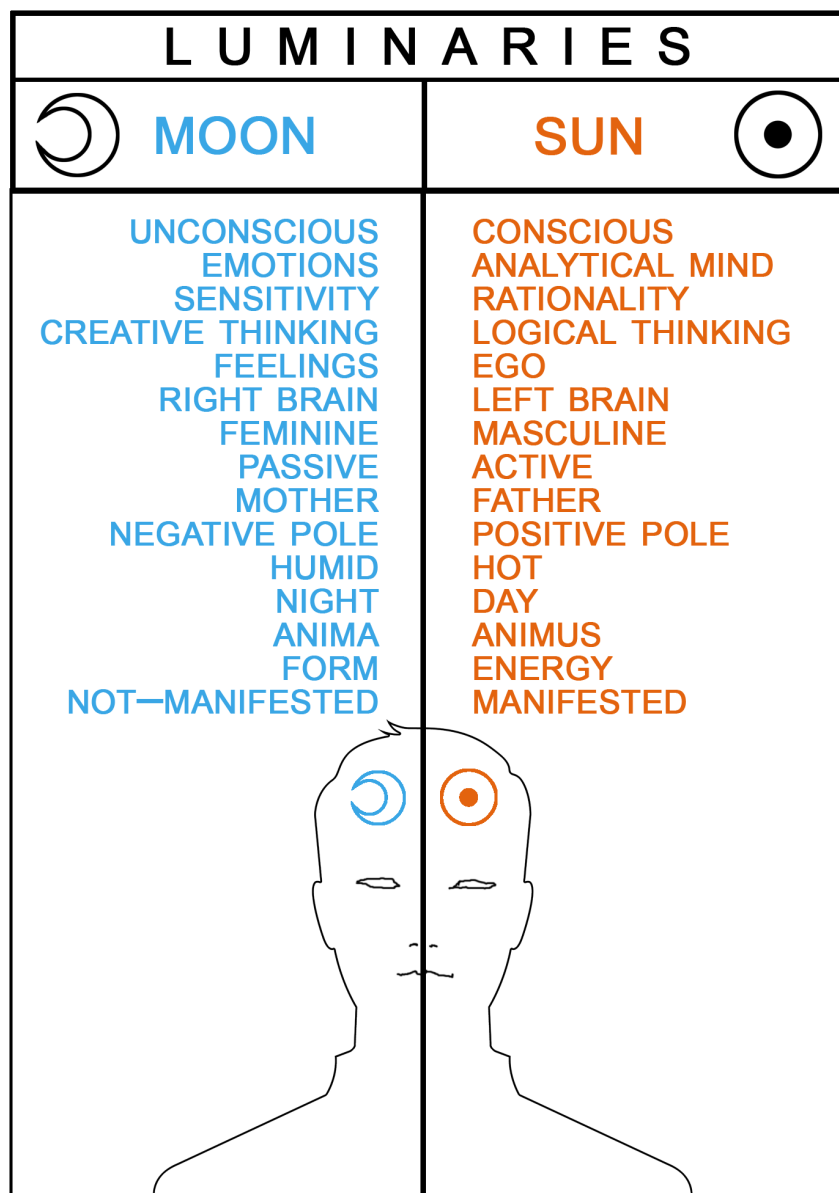 LUMINARIES
MOON
SUN
UNCONSCIOUS
EMOTIONS
SENSITIVITY
CREATIVE THINKING
FEELINGS
RIGHT BRAIN
FEMININE
PASSIVE
MOTHER
NEGATIVE POLE
HUMID
NIGHT
ANIMA
FORM
NOT—MANIFESTED
CONSCIOUS
ANALYTICAL MIND
RATIONALITY
LOGICAL THINKING
EGO
LEFT BRAIN
MASCULINE
ACTIVE
FATHER
POSITIVE POLE
HOT
DAY
ANIMUS
ENERGY
MANIFESTED